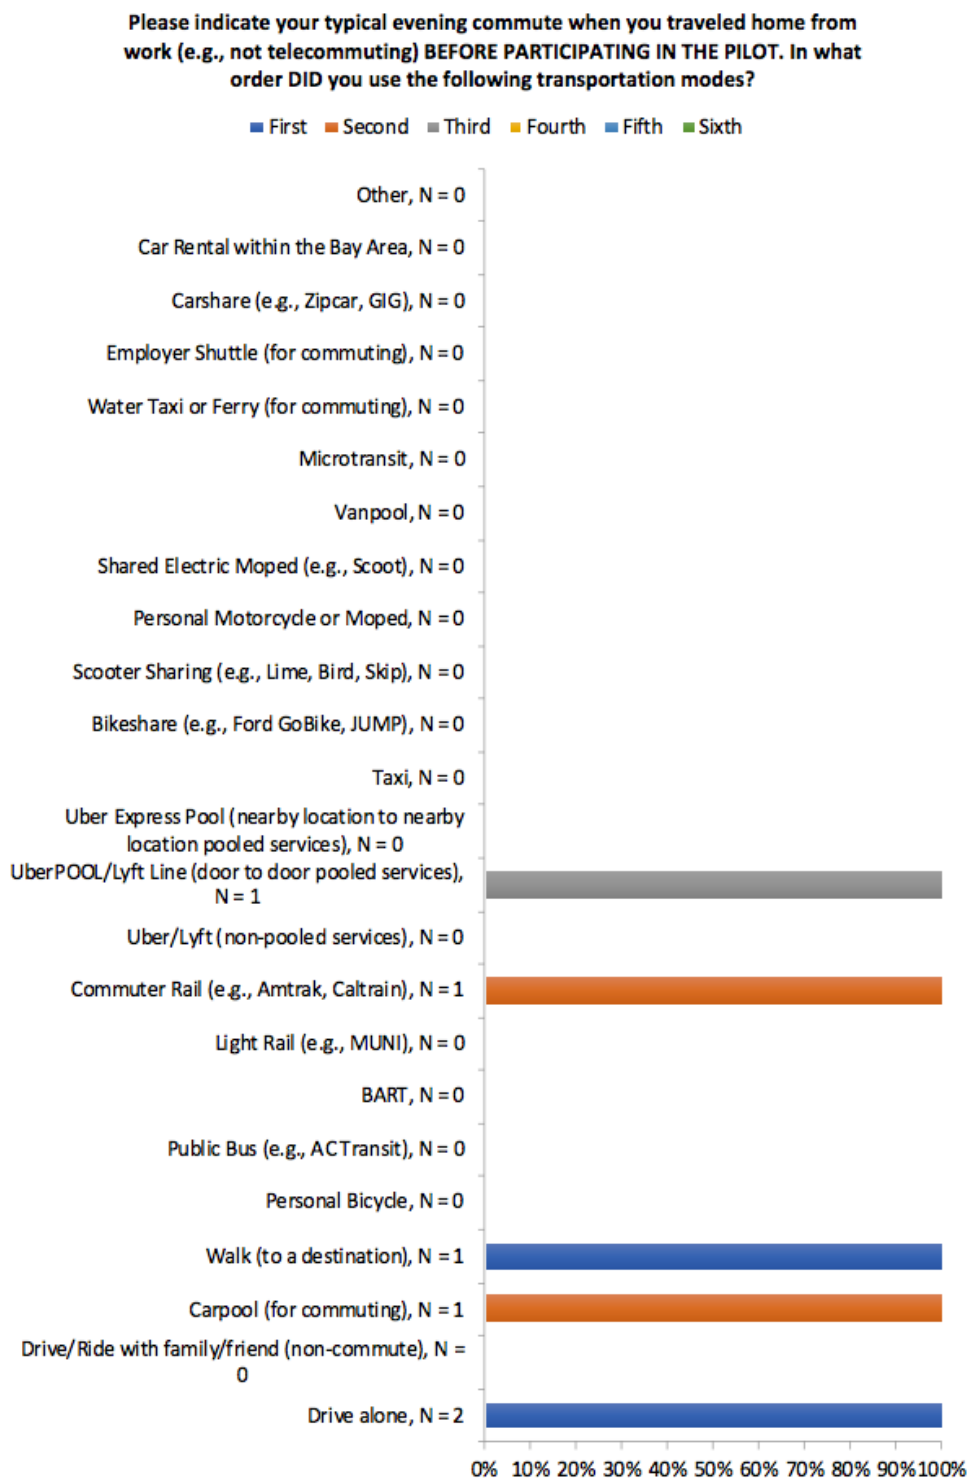 Please indicate your typical evening commute when you traveled home from
work (e.g., not telecommuting) BEFORE PARTICIPATING IN THE PILOT. In what
order DID you use the following transportation modes?
First Second Third Fourth Fifth Sixth
Other, N = 0
Car Rental within the Bay Area, N = 0
Carshare (e.g., Zipcar, GIG), N = 0
Employer Shuttle (for commuting), N = 0
Water Taxi or Ferry (for commuting), N = 0
Microtransit, N = 0
Vanpool, N = 0
Shared Electric Moped (e.g., Scoot), N = 0
Personal Motorcycle or Moped, N = 0
Scooter Sharing (e.g., Lime, Bird, Skip), N = 0
Bikeshare (e.g., Ford GoBike, JUMP), N = 0
Taxi, N = 0
Uber Express Pool (nearby location to nearby
location pooled services), N = 0
UberPOOL/Lyft Line (door to door pooled services),
N = 1
Uber/Lyft (non-pooled services), N = 0
Commuter Rail (e.g., Amtrak, Caltrain), N = 1
Light Rail (e.g., MUNI), N = 0
BART, N = 0
Public Bus (e.g., ACTransit), N = 0
Personal Bicycle, N = 0
Walk (to a destination), N = 1
Carpool (for commuting), N = 1
Drive/Ride with family/friend (non-commute), N =
0
Drive alone, N = 2
0% 10% 20% 30% 40% 50% 60% 70% 80% 90% 100%